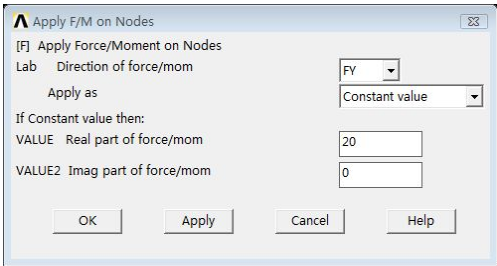 Apply F/M on Nodes
[F] Apply Force/Moment on Nodes
Lab Direction of force/mom FY
Apply as Constant value
If Constant value then:
VALUE Real part of force/mom 20
VALUE2 Imag part of force/mom 0
OK Apply Cancel Help